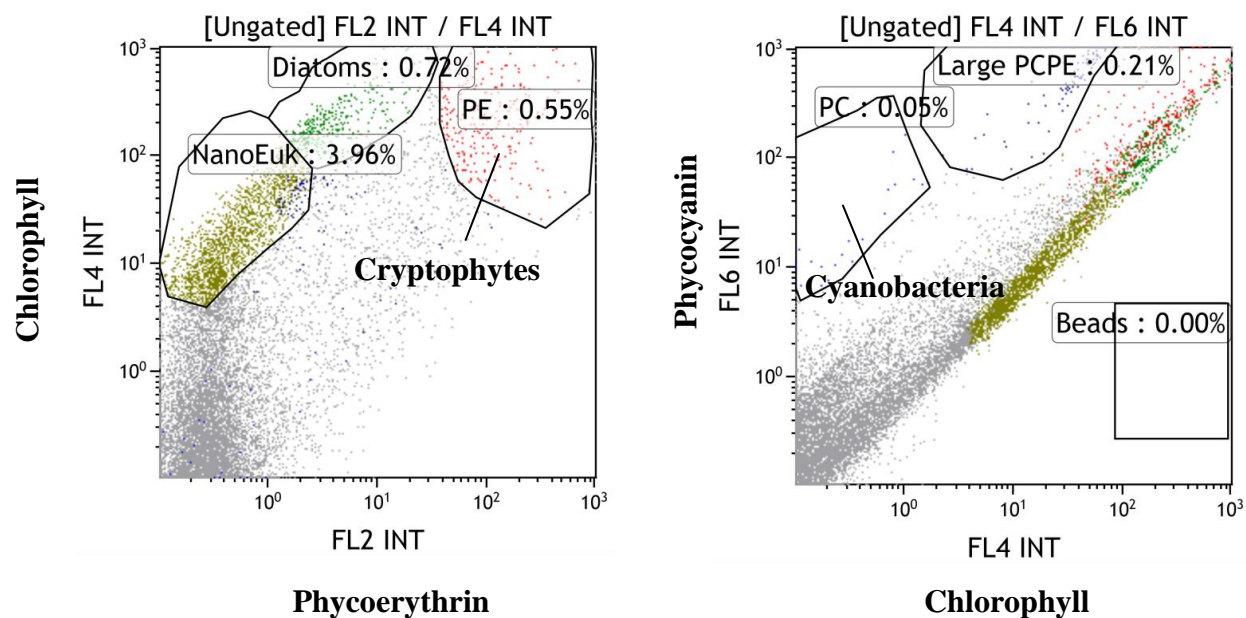 [Ungated] FL2 INT / FL4 INT
10³
Diatoms : 0.72%
PE : 0.55%
10²
NanoEuk : 3.96%
Chlorophyll
FL4 INT
10¹
Cryptophytes
10⁰
10⁰ 10¹ 10² 10³
FL2 INT
Phycoerythrin
[Ungated] FL4 INT / FL6 INT
10³
Large PCPE : 0.21%
PC : 0.05%
10²
Phycocyanin
FL6 INT
10¹
Cyanobacteria
Beads : 0.00%
10⁰
10⁰ 10¹ 10² 10³
FL4 INT
Chlorophyll